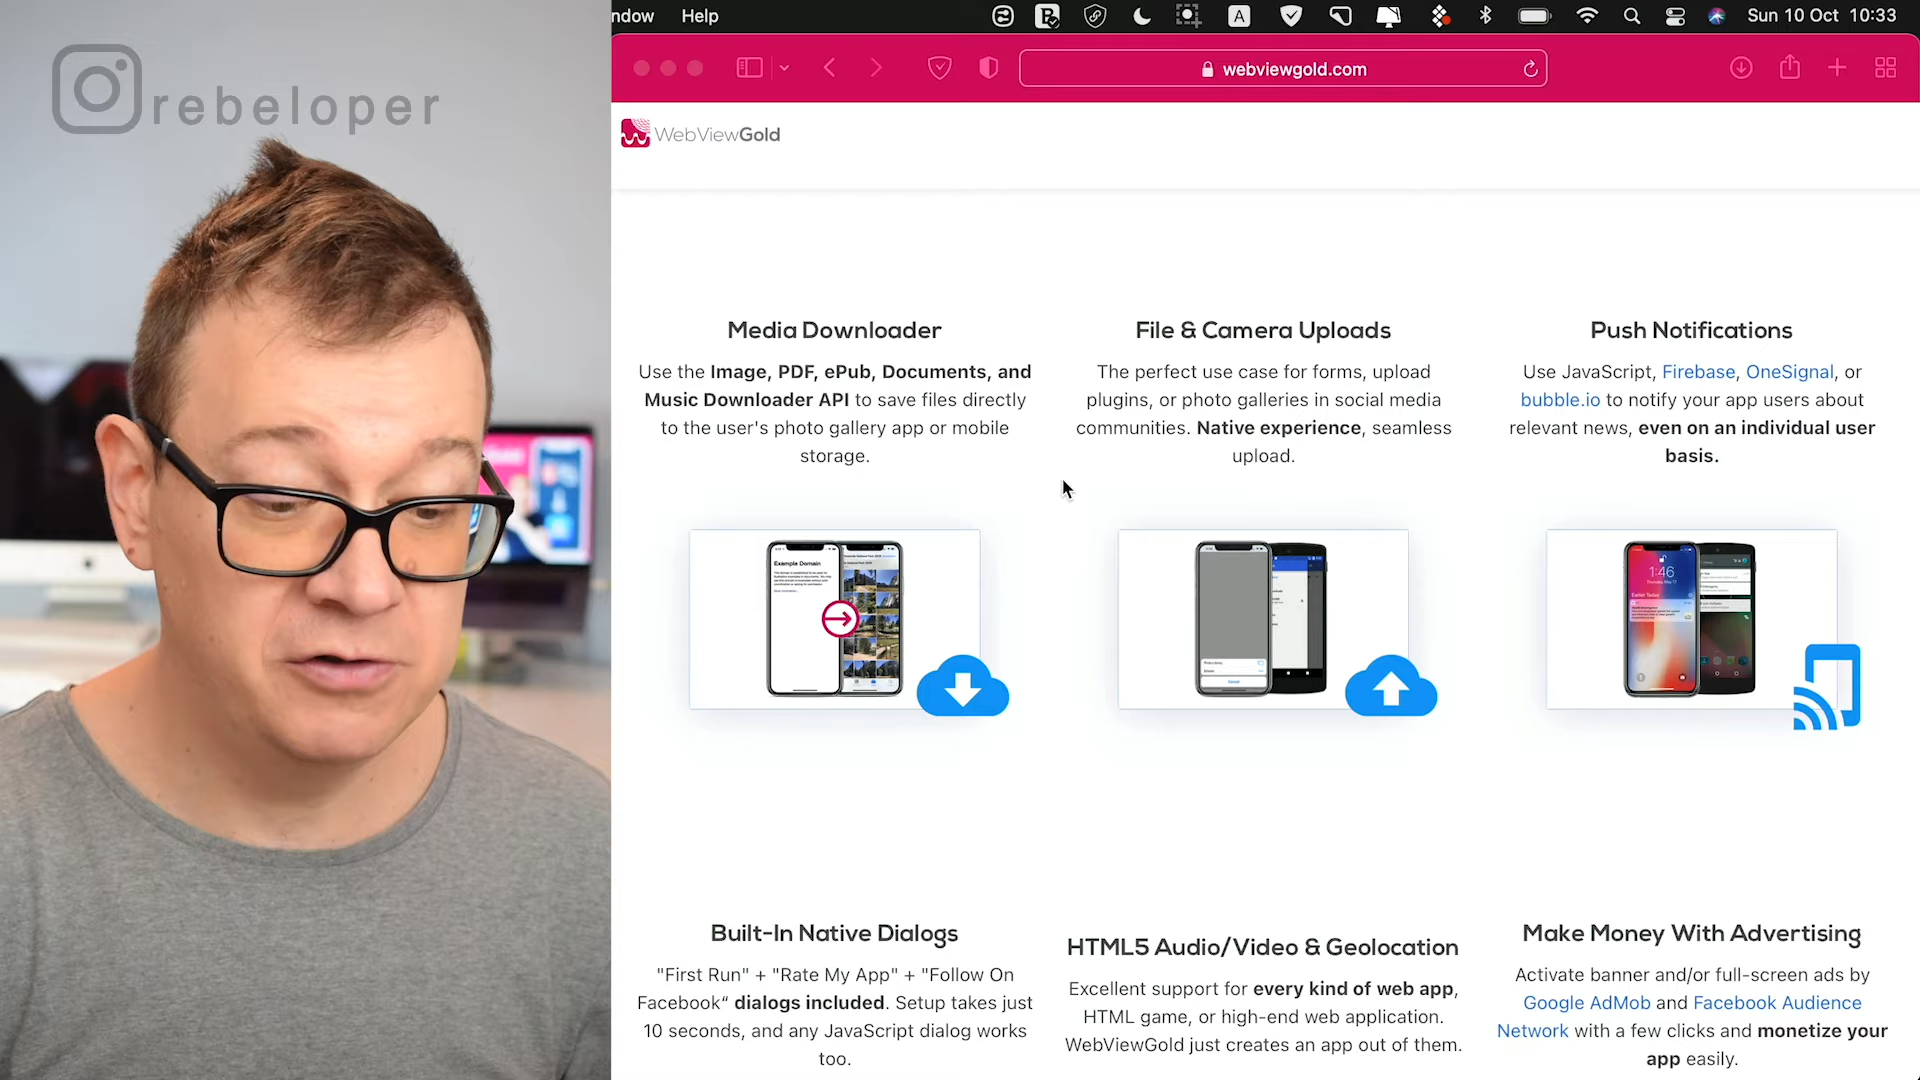 ndow Help
A
Sun 10 Oct 10:33
rebeloper
webviewgold.com
WebViewGold
Media Downloader
Use the Image, PDF, ePub, Documents, and
Music Downloader API to save files directly
to the user's photo gallery app or mobile
storage.
File & Camera Uploads
The perfect use case for forms, upload
plugins, or photo galleries in social media
communities. Native experience, seamless
upload.
Push Notifications
Use JavaScript, Firebase, OneSignal, or
bubble.io to notify your app users about
relevant news, even on an individual user
basis.
Example Domain
1:46
Built-In Native Dialogs
"First Run" + "Rate My App" + "Follow On
Facebook“ dialogs included. Setup takes just
10 seconds, and any JavaScript dialog works
too.
HTML5 Audio/Video & Geolocation
Excellent support for every kind of web app,
HTML game, or high-end web application.
WebViewGold just creates an app out of them.
Make Money With Advertising
Activate banner and/or full-screen ads by
Google AdMob and Facebook Audience
Network with a few clicks and monetize your
app easily.